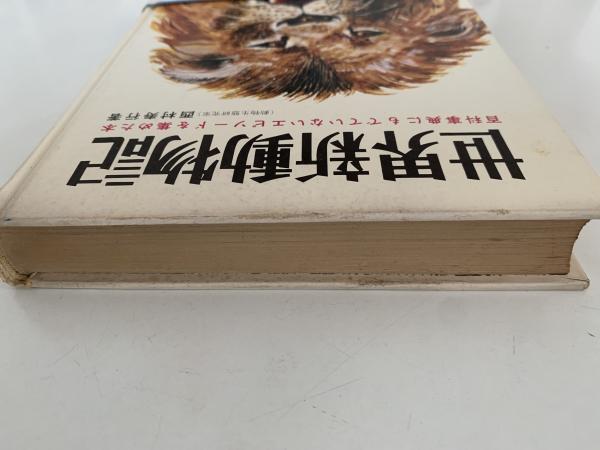 世界新動物記
百科事典にもでていないエピソードを集めた本
(動物生態研究家)西村寿行著